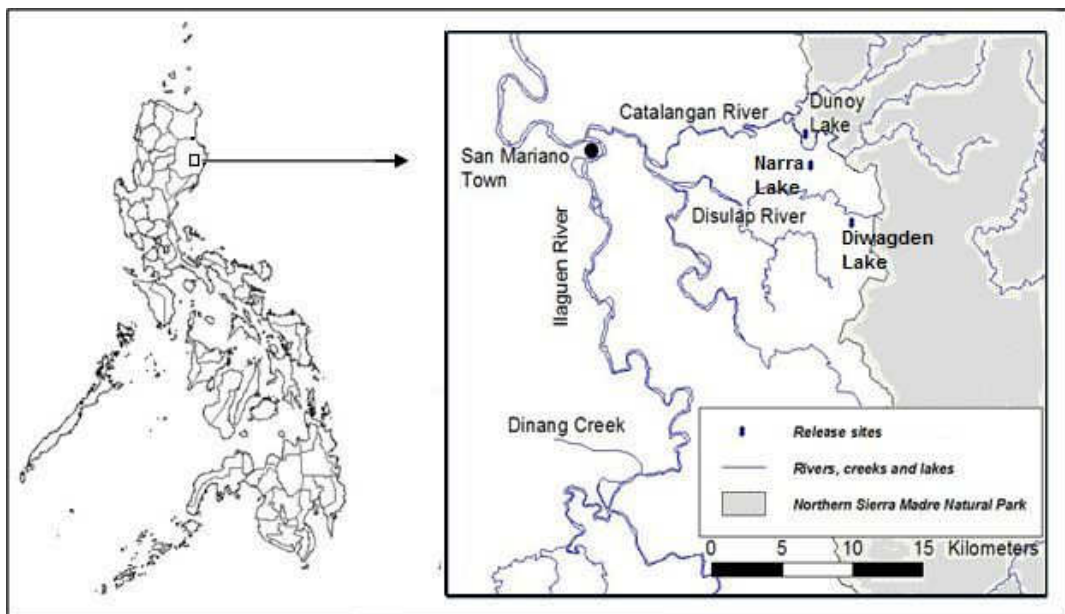 Catalangan River
Dunoy
Lake
San Mariano
Town
Narra
Lake
Disulap River
Diwagden
Lake
Ilaguen River
Dinang Creek
Release sites
Rivers, creeks and lakes
Northern Sierra Madre Natural Park
0 5 10 15 Kilometers